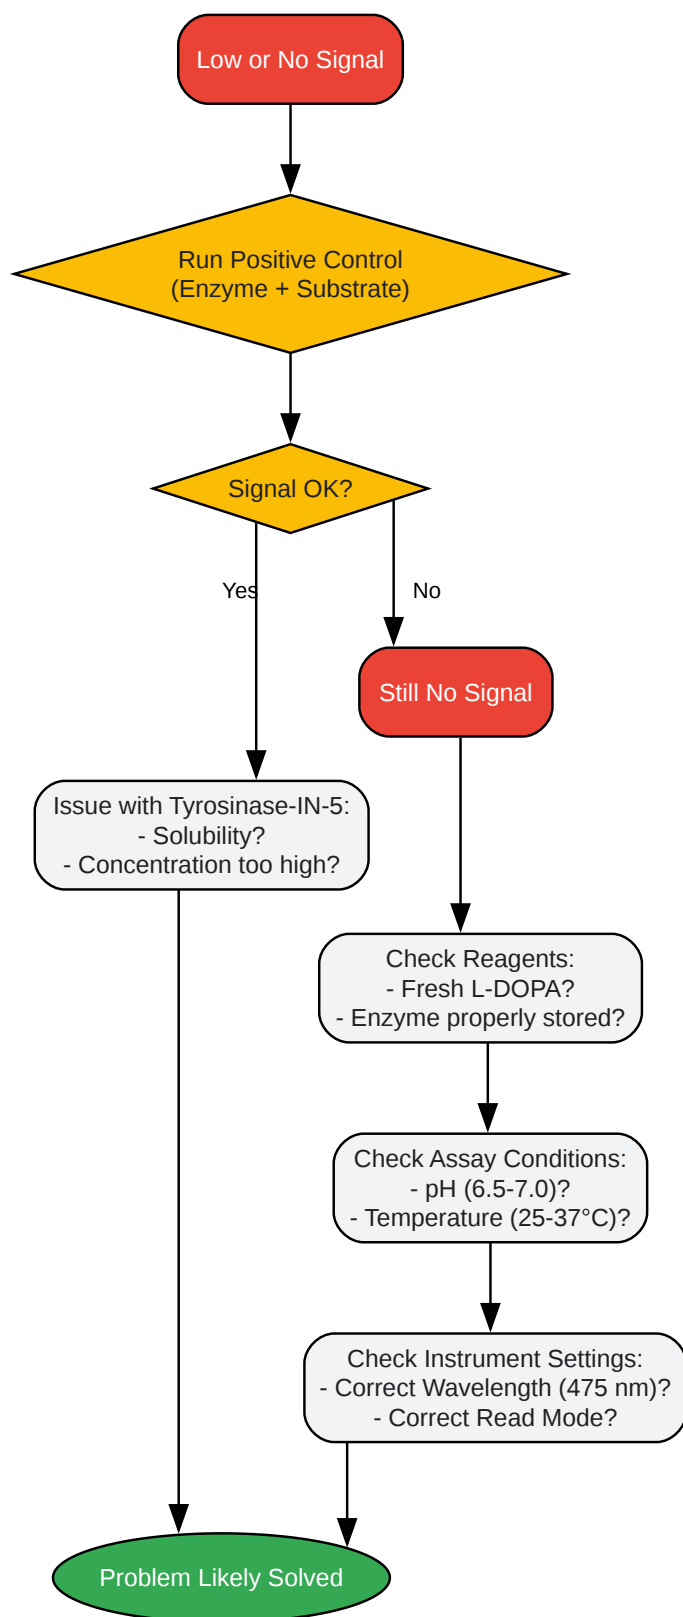 Low or No Signal
Run Positive Control
(Enzyme + Substrate)
Signal OK?
Yes
No
Still No Signal
Issue with Tyrosinase-IN-5:
- Solubility?
- Concentration too high?
Check Reagents:
- Fresh L-DOPA?
- Enzyme properly stored?
Check Assay Conditions:
- pH (6.5-7.0)?
- Temperature (25-37°C)?
Check Instrument Settings:
- Correct Wavelength (475 nm)?
- Correct Read Mode?
Problem Likely Solved